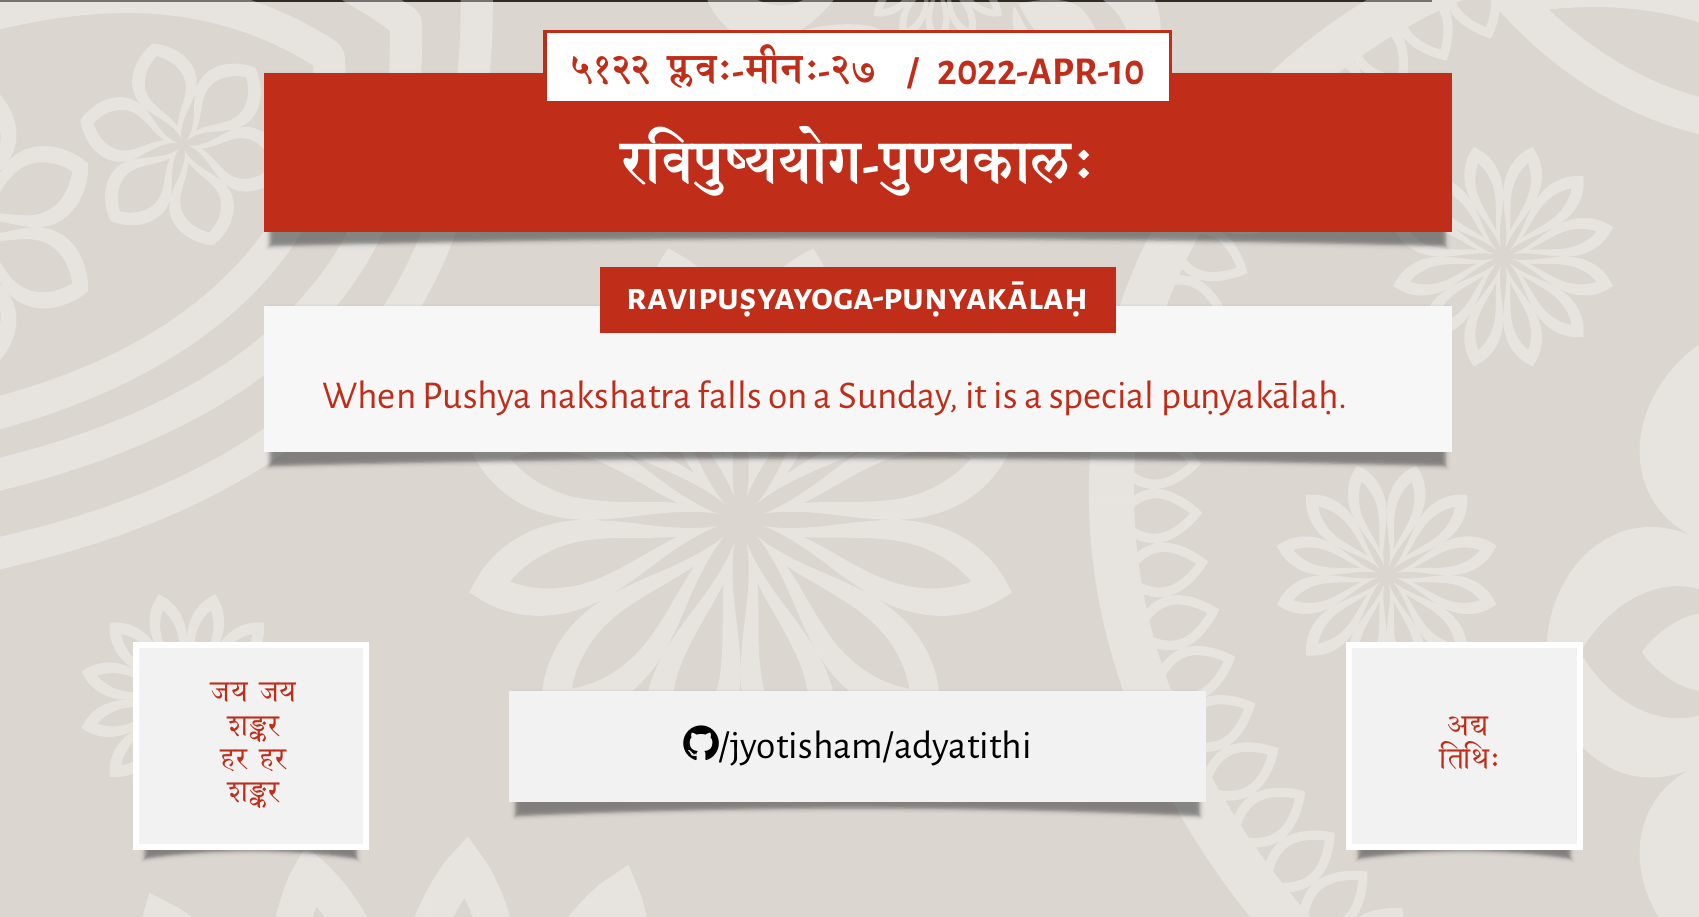 ५१२२ प्लवः-मीनः-२७ / 2022-APR-10
रविपुष्ययोग-पुण्यकालः
RAVIPUṢYAYOGA-PUṆYAKĀLAḤ
When Pushya nakshatra falls on a Sunday, it is a special puṇyakālaḥ.
जय जय
शङ्कर
हर हर
शङ्कर
/jyotisham/adyatithi
अद्य
तिथिः